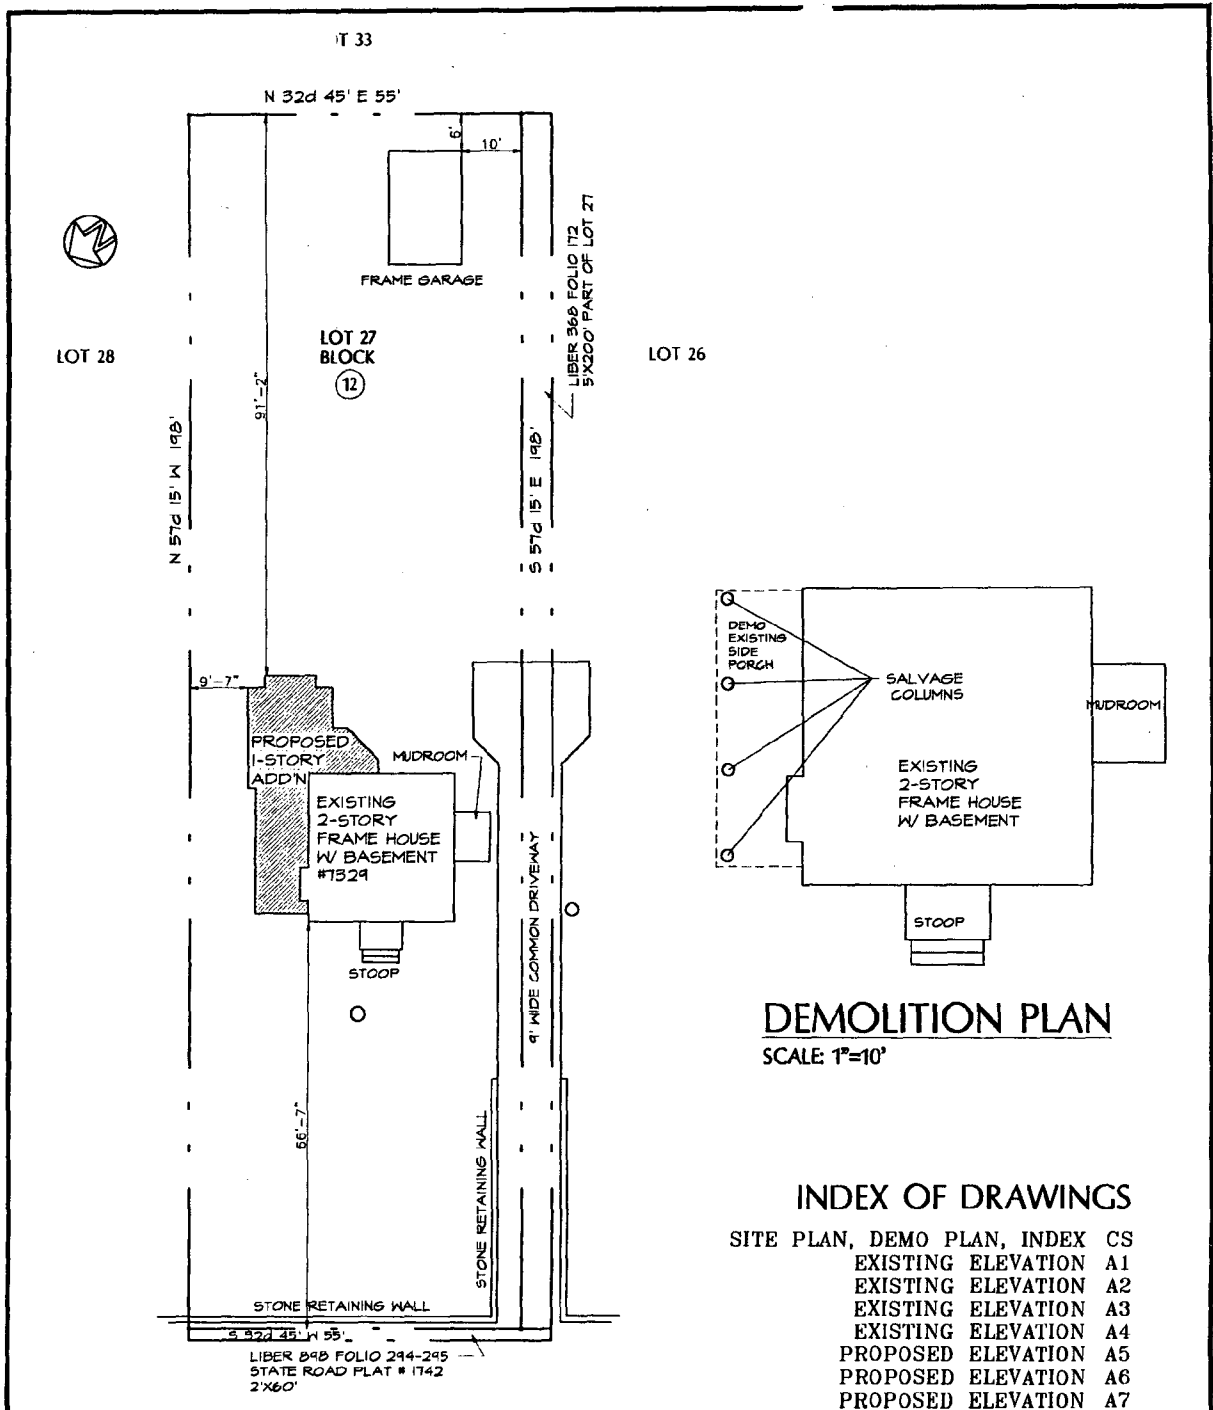 T 33
N 32d 45' E 55'
6'
10'
FRAME GARAGE
LIBER 368 FOLIO 172
5'X200' PART OF LOT 27
LOT 28
LOT 27
BLOCK
12
LOT 26
91'-2"
N 57d 15' W 198'
S 57d 15' E 198'
9'-7"
PROPOSED
1-STORY
ADD'N
MUDROOM
EXISTING
2-STORY
FRAME HOUSE
W/ BASEMENT
#7329
STOOP
9' WIDE COMMON DRIVEWAY
66'-7"
STONE RETAINING WALL
STONE RETAINING WALL
S 32d 45' W 55'
LIBER 898 FOLIO 294-295
STATE ROAD PLAT # 1742
2'X60'
DEMO
EXISTING
SIDE
PORCH
SALVAGE
COLUMNS
MUDROOM
EXISTING
2-STORY
FRAME HOUSE
W/ BASEMENT
STOOP
DEMOLITION PLAN
SCALE: 1"=10'
INDEX OF DRAWINGS
SITE PLAN, DEMO PLAN, INDEX CS
EXISTING ELEVATION A1
EXISTING ELEVATION A2
EXISTING ELEVATION A3
EXISTING ELEVATION A4
PROPOSED ELEVATION A5
PROPOSED ELEVATION A6
PROPOSED ELEVATION A7